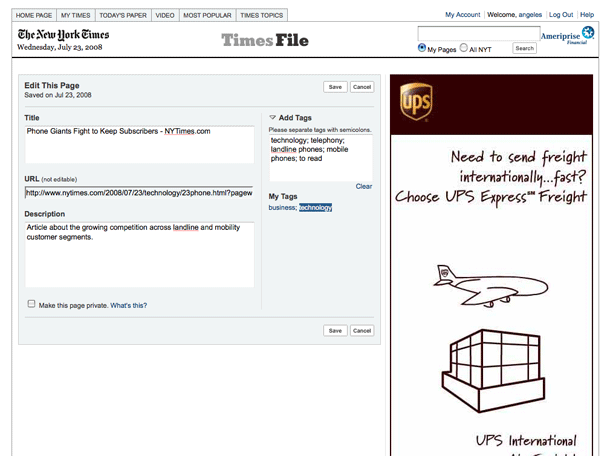 HOME PAGE MY TIMES TODAY'S PAPER VIDEO MOST POPULAR TIMES TOPICS
My Account Welcome, angeles Log Out Help
The New York Times
Wednesday, July 23, 2008
TimesFile
My Pages All NYT Search
Ameriprise
Financial
Edit This Page
Saved on Jul 23, 2008
Save Cancel
Title
Phone Giants Fight to Keep Subscribers - NYTimes.com
URL (not editable)
http://www.nytimes.com/2008/07/23/technology/23phone.html?pagew
Description
Article about the growing competition across landline and mobility
customer segments.
Make this page private. What's this?
Add Tags
Please separate tags with semicolons.
technology; telephony;
landline phones; mobile
phones; to read
Clear
My Tags
business; technology
Save Cancel
ups
Need to send freight
internationally...fast?
Choose UPS Express℠ Freight
UPS International